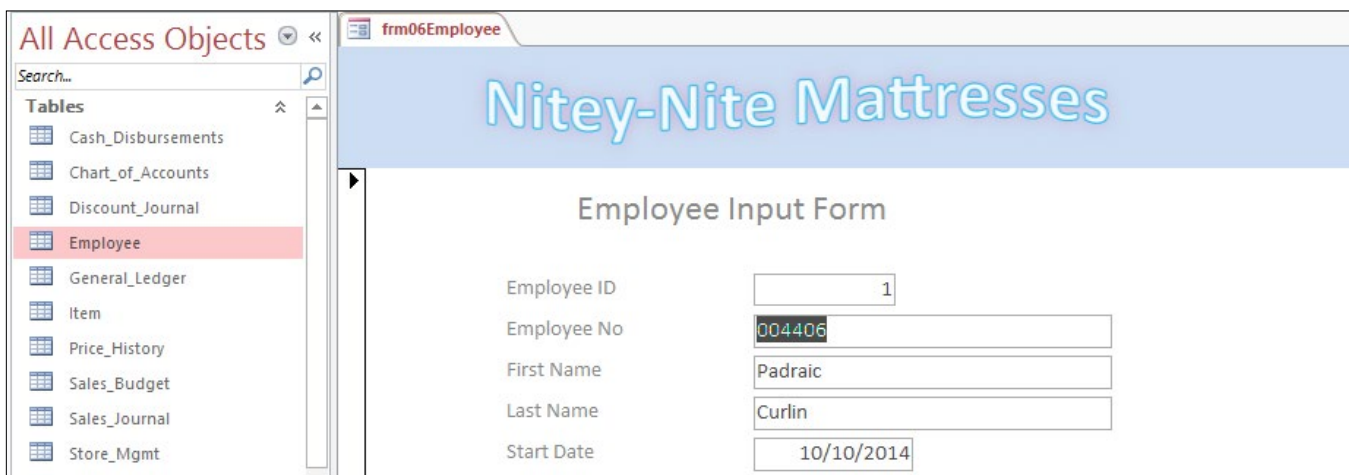 All Access Objects
Search...
Tables
Cash_Disbursements
Chart_of_Accounts
Discount_Journal
Employee
General_Ledger
Item
Price_History
Sales_Budget
Sales_Journal
Store_Mgmt
frm06Employee
Nitey-Nite Mattresses
Employee Input Form
Employee ID 1
Employee No 004406
First Name Padraic
Last Name Curlin
Start Date 10/10/2014